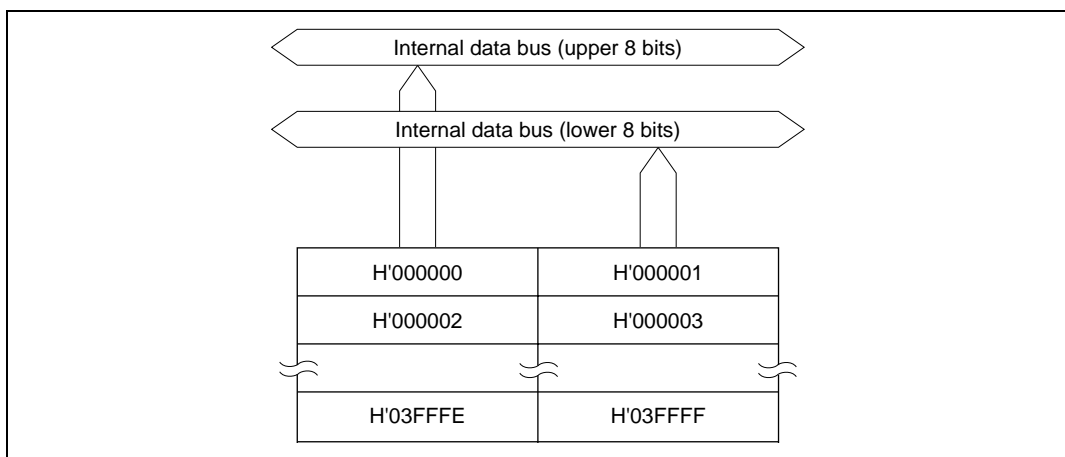 Internal data bus (upper 8 bits)
Internal data bus (lower 8 bits)
H'000000 H'000001
H'000002 H'000003
H'03FFFE H'03FFFF